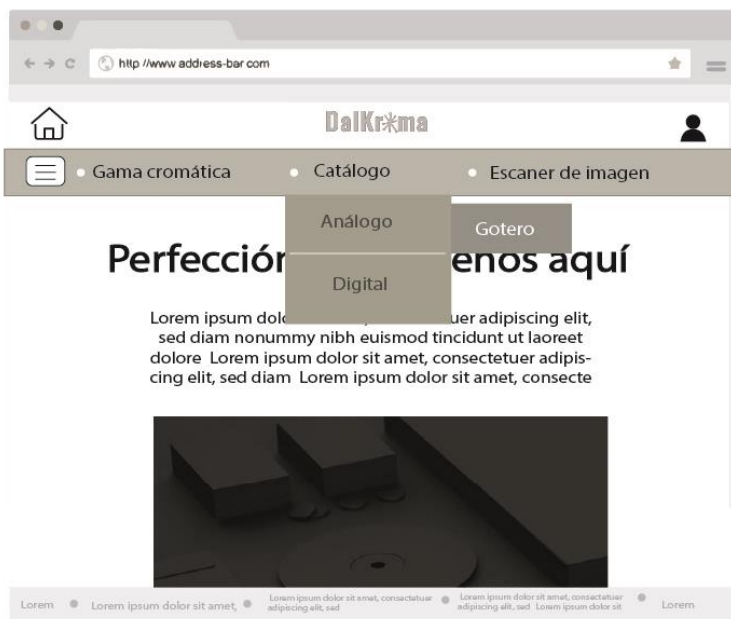 http //www address-bar com
DalKr*ma
Gama cromática
Catálogo
Escaner de imagen
Análogo
Gotero
Digital
Perfección enos aquí
Lorem ipsum dolo uer adipiscing elit,
sed diam nonummy nibh euismod tincidunt ut laoreet
dolore Lorem ipsum dolor sit amet, consectetuer adipis-
cing elit, sed diam Lorem ipsum dolor sit amet, consecte
Lorem
Lorem ipsum dolor sit amet,
Lorem ipsum dolor sit amet, consectetuer
adipiscing elit, sed
Lorem ipsum dolor sit amet, consectetuer
adipiscing elit, sed Lorem ipsum dolor sit
Lorem